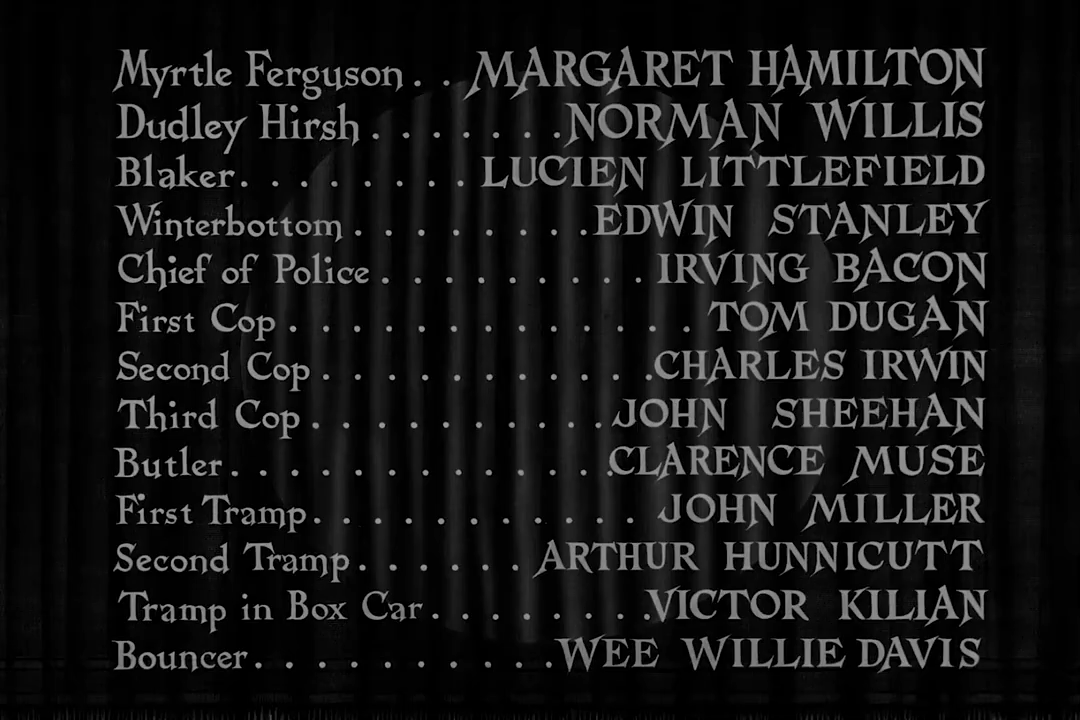 Myrtle Ferguson . . MARGARET HAMILTON
Dudley Hirsh . . . . . . . NORMAN WILLIS
Blaker. . . . . . . . LUCIEN LITTLEFIELD
Winterbottom . . . . . . . . EDWIN STANLEY
Chief of Police . . . . . . . . . IRVING BACON
First Cop . . . . . . . . . . . . . TOM DUGAN
Second Cop . . . . . . . . . . . CHARLES IRWIN
Third Cop . . . . . . . . . . JOHN SHEEHAN
Butler . . . . . . . . . . . . . CLARENCE MUSE
First Tramp . . . . . . . . . . . JOHN MILLER
Second Tramp . . . . . . ARTHUR HUNNICUTT
Tramp in Box Car . . . . . . . VICTOR KILIAN
Bouncer . . . . . . . . . . WEE WILLIE DAVIS